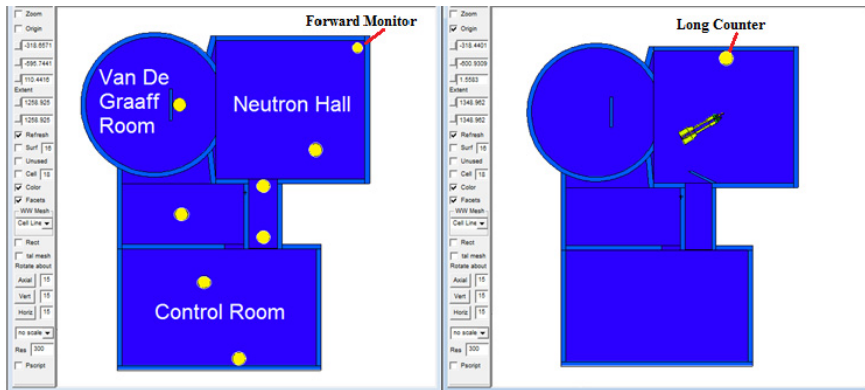 Zoom
Origin
-318.6571
-696.7441
110.4416
Extent
1258.925
1258.925
Refresh
Surf 16
Unused
Cell 18
Color
Facets
WW Mesh
Cell Line
Rect
tal mesh
Rotate about
Axial 15
Vert 15
Horiz 15
no scale
Res 300
Pscript
Forward Monitor
Van De
Graaff
Room
Neutron Hall
Control Room
Zoom
Origin
-318.4401
-600.9309
1.5583
Extent
1348.962
1348.962
Refresh
Surf 16
Unused
Cell 18
Color
Facets
WW Mesh
Cell Line
Rect
tal mesh
Rotate about
Axial 15
Vert 15
Horiz 15
no scale
Res 300
Pscript
Long Counter